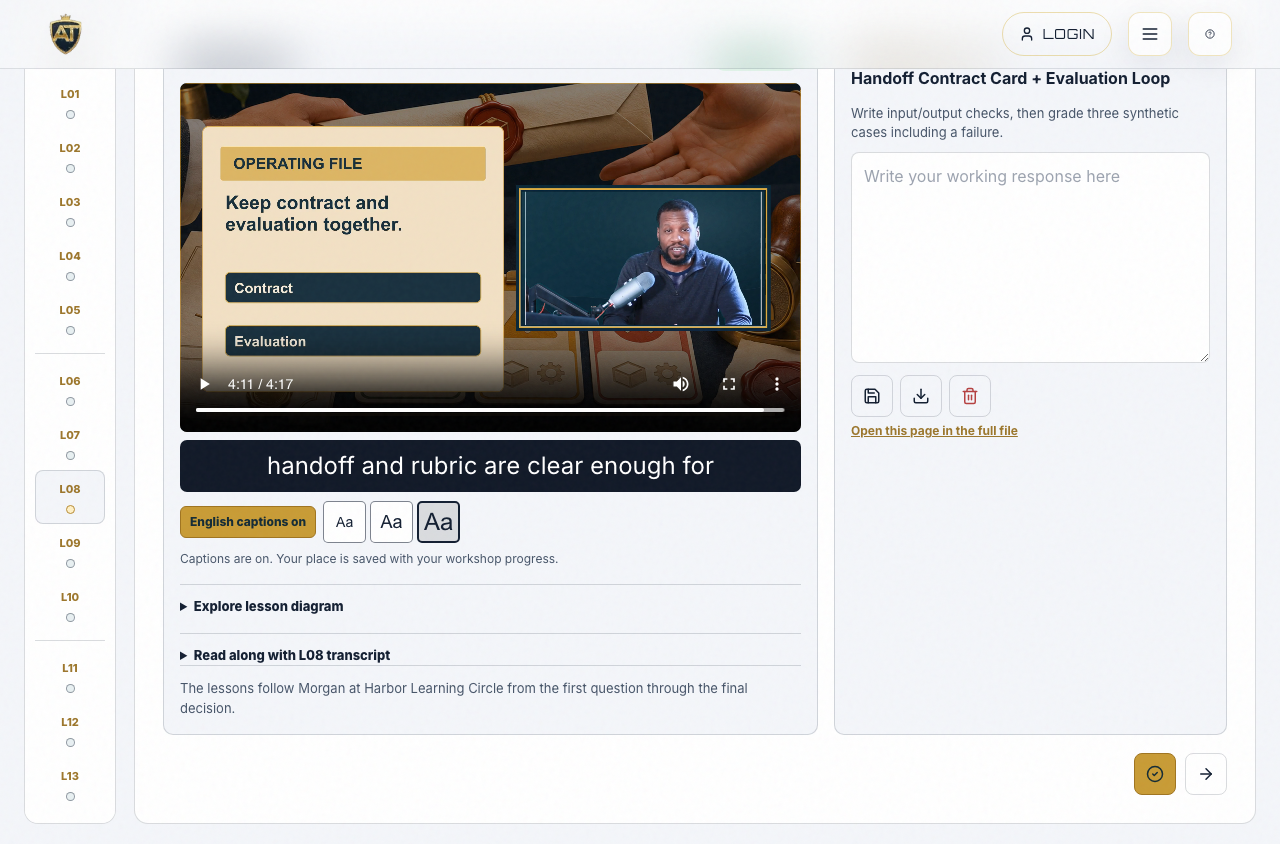 AT
LOGIN
L01
L02
L03
L04
L05
L06
L07
L08
L09
L10
L11
L12
L13
OPERATING FILE
Keep contract and
evaluation together.
Contract
Evaluation
4:11 / 4:17
handoff and rubric are clear enough for
English captions on
Aa
Aa
Aa
Captions are on. Your place is saved with your workshop progress.
Explore lesson diagram
Read along with L08 transcript
The lessons follow Morgan at Harbor Learning Circle from the first question through the final
decision.
Handoff Contract Card + Evaluation Loop
Write input/output checks, then grade three synthetic
cases including a failure.
Write your working response here
Open this page in the full file